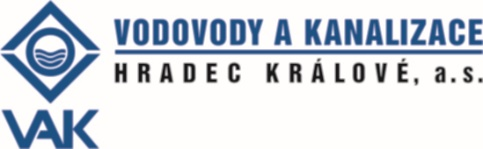 VODOVODY A KANALIZACE
HRADEC KRÁLOVÉ, a.s.
VAK